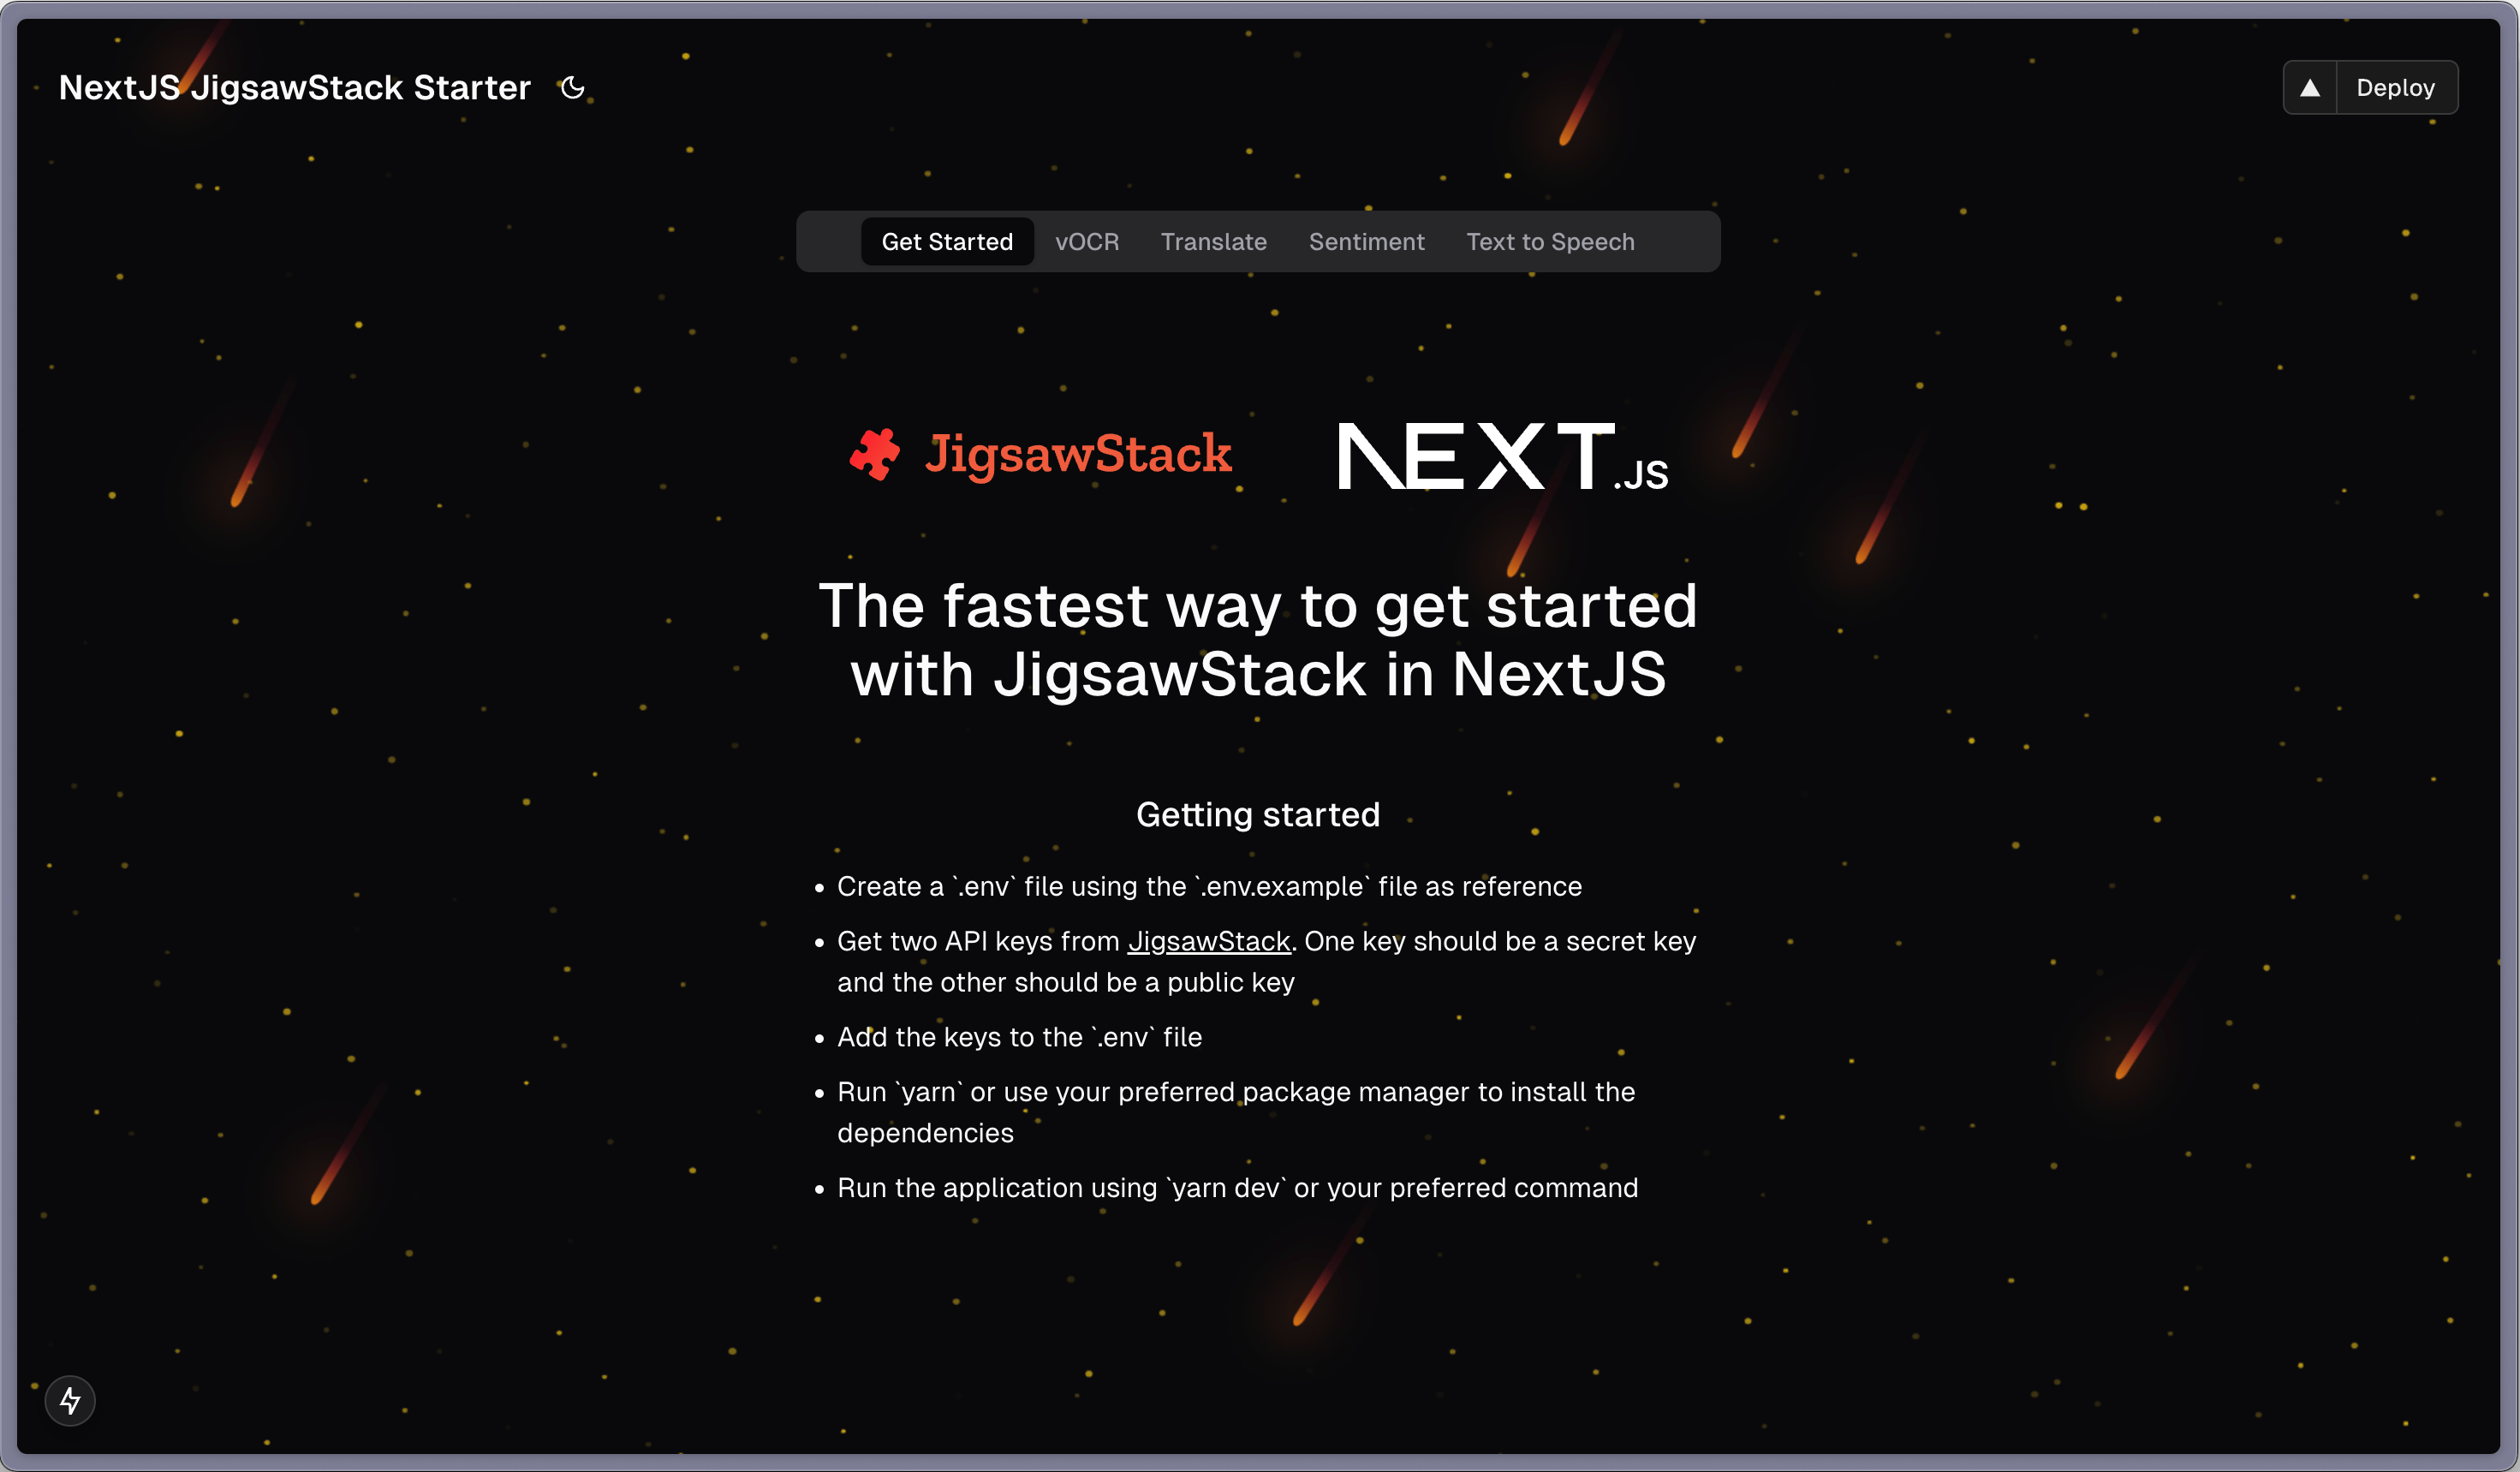 NextJS JigsawStack Starter
Deploy
Get Started vOCR Translate Sentiment Text to Speech
JigsawStack NEXT.JS
The fastest way to get started
with JigsawStack in NextJS
Getting started
• Create a `.env` file using the `.env.example` file as reference
• Get two API keys from JigsawStack. One key should be a secret key
and the other should be a public key
• Add the keys to the `.env` file
• Run `yarn` or use your preferred package manager to install the
dependencies
• Run the application using `yarn dev` or your preferred command